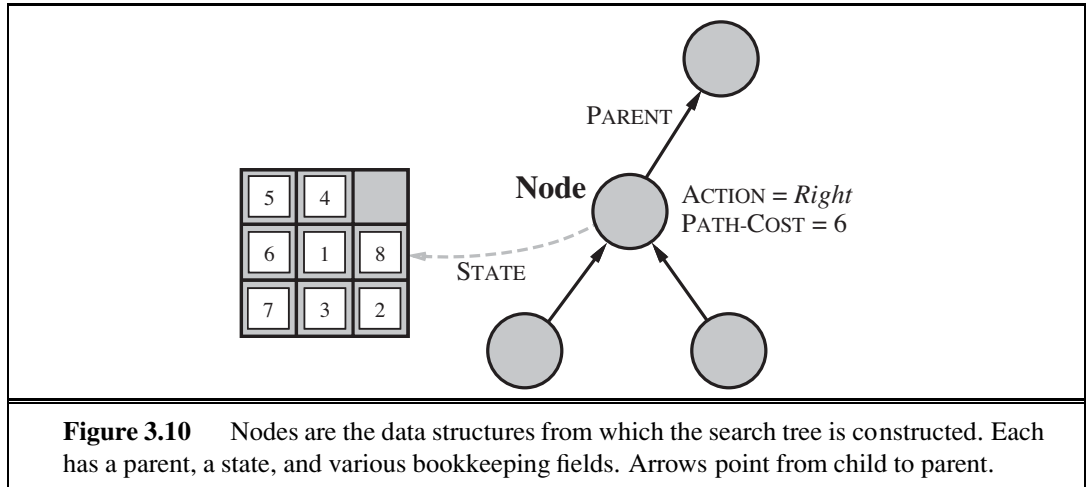 PARENT
Node
ACTION = Right
PATH-COST = 6
5 4
6 1 8
STATE
7 3 2
Figure 3.10 Nodes are the data structures from which the search tree is constructed. Each
has a parent, a state, and various bookkeeping fields. Arrows point from child to parent.